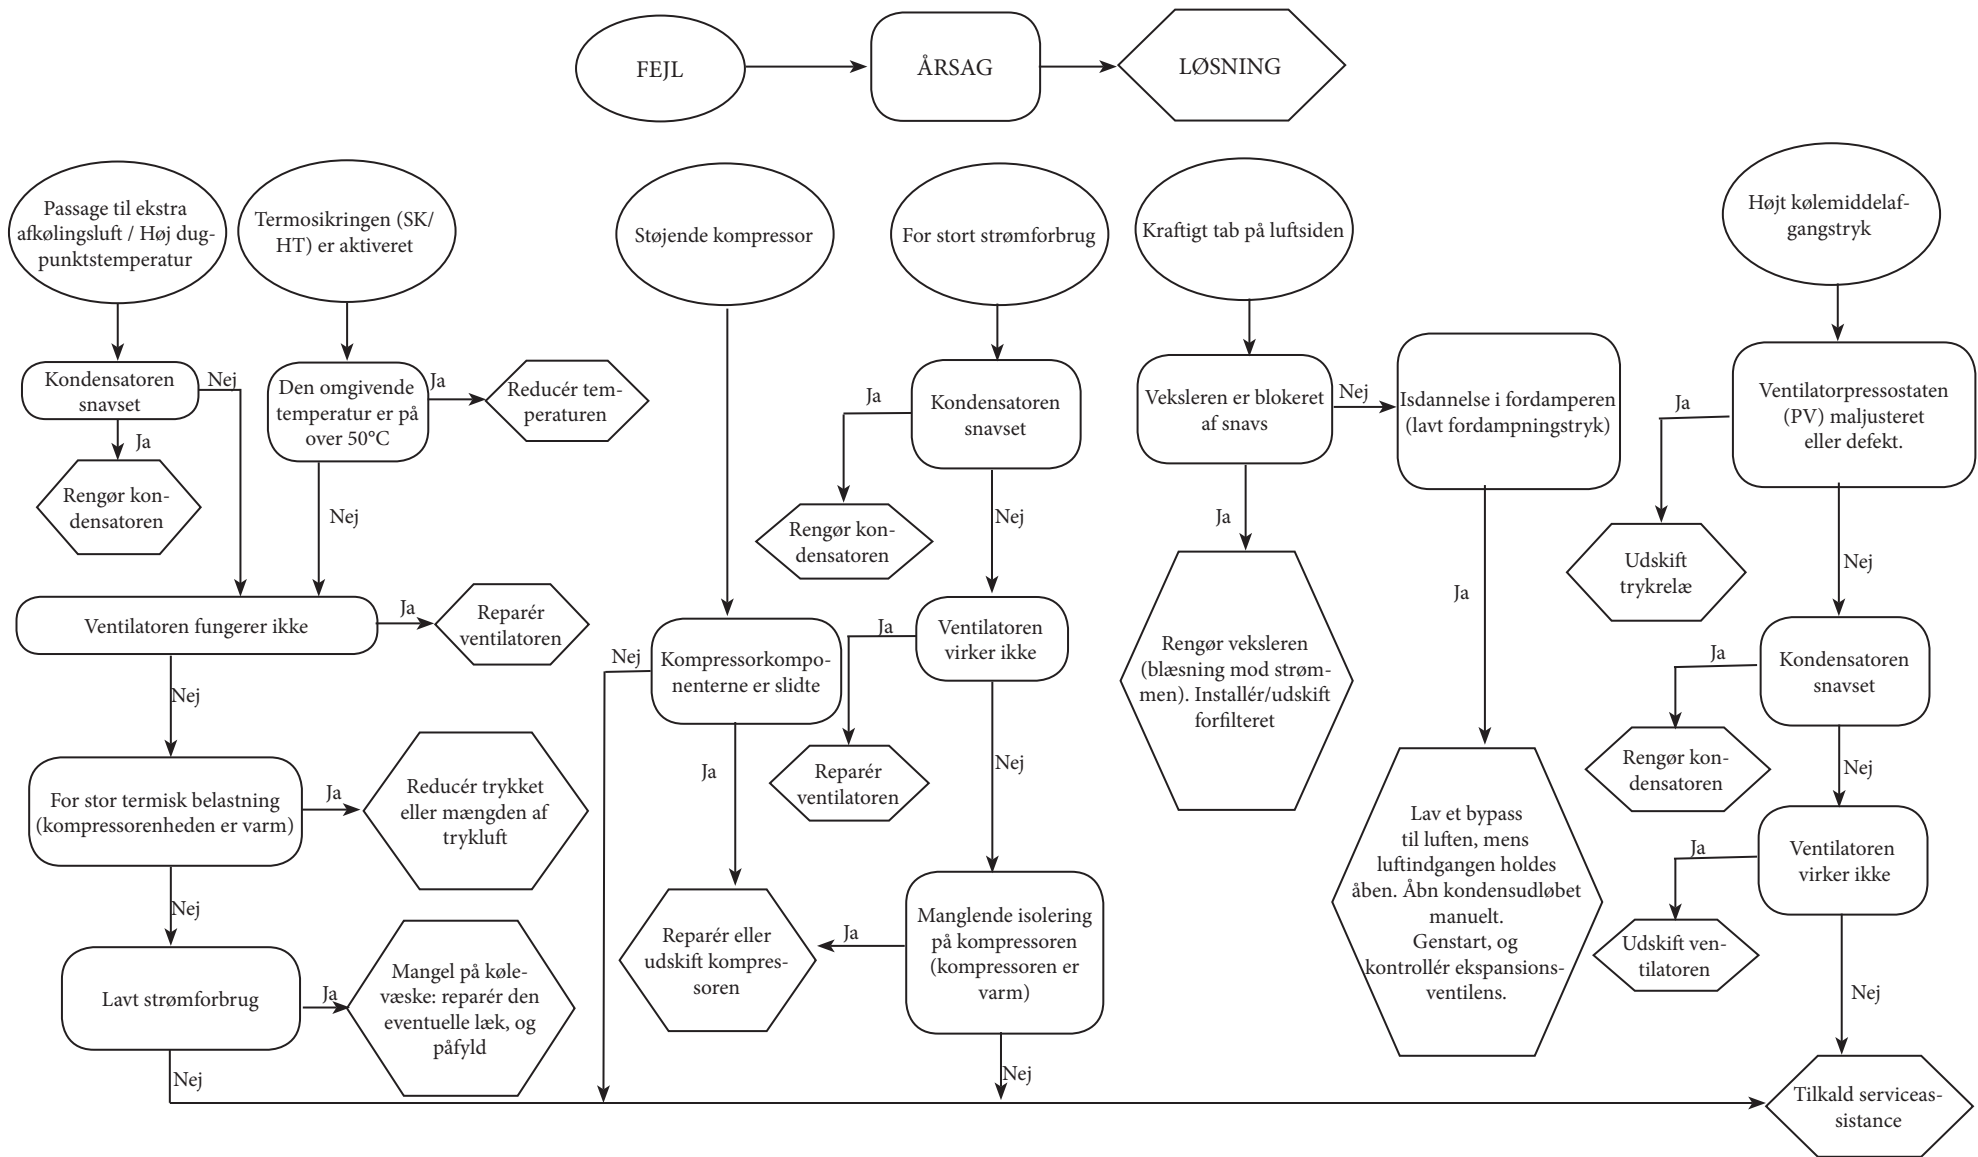 FEJL
ÅRSAG
LØSNING
Passage til ekstra
afkølingsluft / Høj dug-
punktstemperatur
Termosikringen (SK/
HT) er aktiveret
Støjende kompressor
For stort strømforbrug
Kraftigt tab på luftsiden
Højt kølemiddelaf-
gangstryk
Kondensatoren
snavset
Nej
Ja
Rengør kon-
densatoren
Den omgivende
temperatur er på
over 50°C
Ja
Reducér tem-
peraturen
Nej
Ventilatoren fungerer ikke
Ja
Reparér
ventilatoren
Nej
For stor termisk belastning
(kompressorenheden er varm)
Ja
Reducér trykket
eller mængden af
trykluft
Nej
Lavt strømforbrug
Ja
Mangel på køle-
væske: reparér den
eventuelle læk, og
påfyld
Nej
Kompressorkompo-
nenterne er slidte
Nej
Ja
Reparér eller
udskift kompres-
soren
Kondensatoren
snavset
Ja
Rengør kon-
densatoren
Nej
Ventilatoren
virker ikke
Ja
Reparér
ventilatoren
Nej
Manglende isolering
på kompressoren
(kompressoren er
varm)
Ja
Nej
Veksleren er blokeret
af snavs
Nej
Ja
Rengør veksleren
(blæsning mod strøm-
men). Installér/udskift
forfilteret
Isdannelse i fordamperen
(lavt fordampningstryk)
Ja
Lav et bypass
til luften, mens
luftindgangen holdes
åben. Åbn kondensudløbet
manuelt.
Genstart, og
kontrollér ekspansions-
ventilens.
Ventilatorpressostaten
(PV) maljusteret
eller defekt.
Ja
Udskift
trykrelæ
Nej
Kondensatoren
snavset
Ja
Rengør kon-
densatoren
Nej
Ventilatoren
virker ikke
Ja
Udskift ven-
tilatoren
Nej
Tilkald serviceas-
sistance